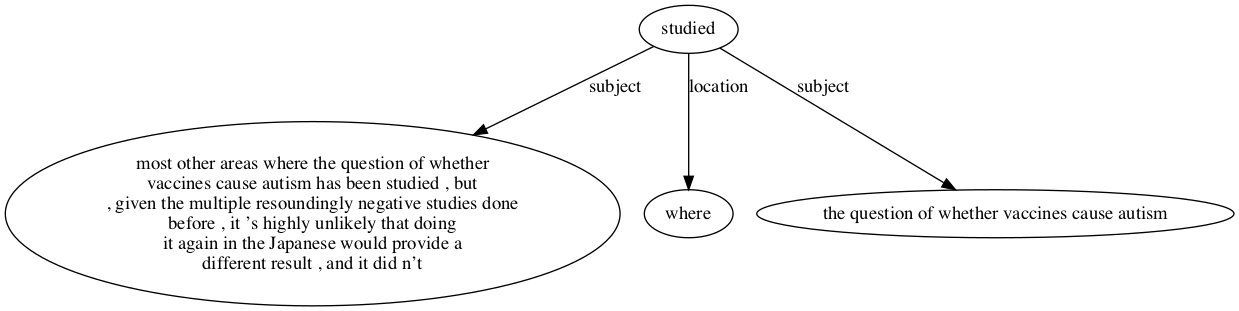 studied
subject
location
subject
most other areas where the question of whether
vaccines cause autism has been studied , but
, given the multiple resoundingly negative studies done
before , it ’s highly unlikely that doing
it again in the Japanese would provide a
different result , and it did n’t
where
the question of whether vaccines cause autism